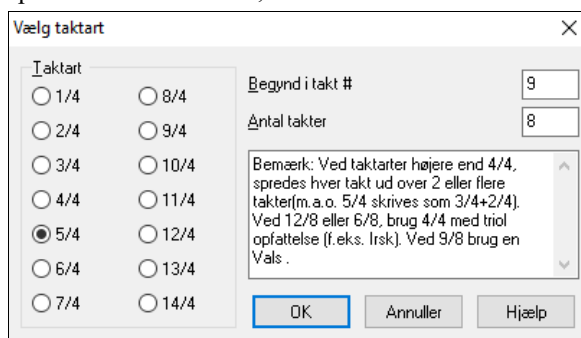 Vælg taktart
Taktart
1/4
2/4
3/4
4/4
5/4
6/4
7/4
8/4
9/4
10/4
11/4
12/4
13/4
14/4
Begynd i takt # 9
Antal takter 8
Bemærk: Ved taktarter højere end 4/4,
spredes hver takt ud over 2 eller flere
takter(m.a.o. 5/4 skrives som 3/4+2/4).
Ved 12/8 eller 6/8, brug 4/4 med triol
opfattelse (f.eks. Irsk). Ved 9/8 brug en
Vals .
OK Annuller Hjælp